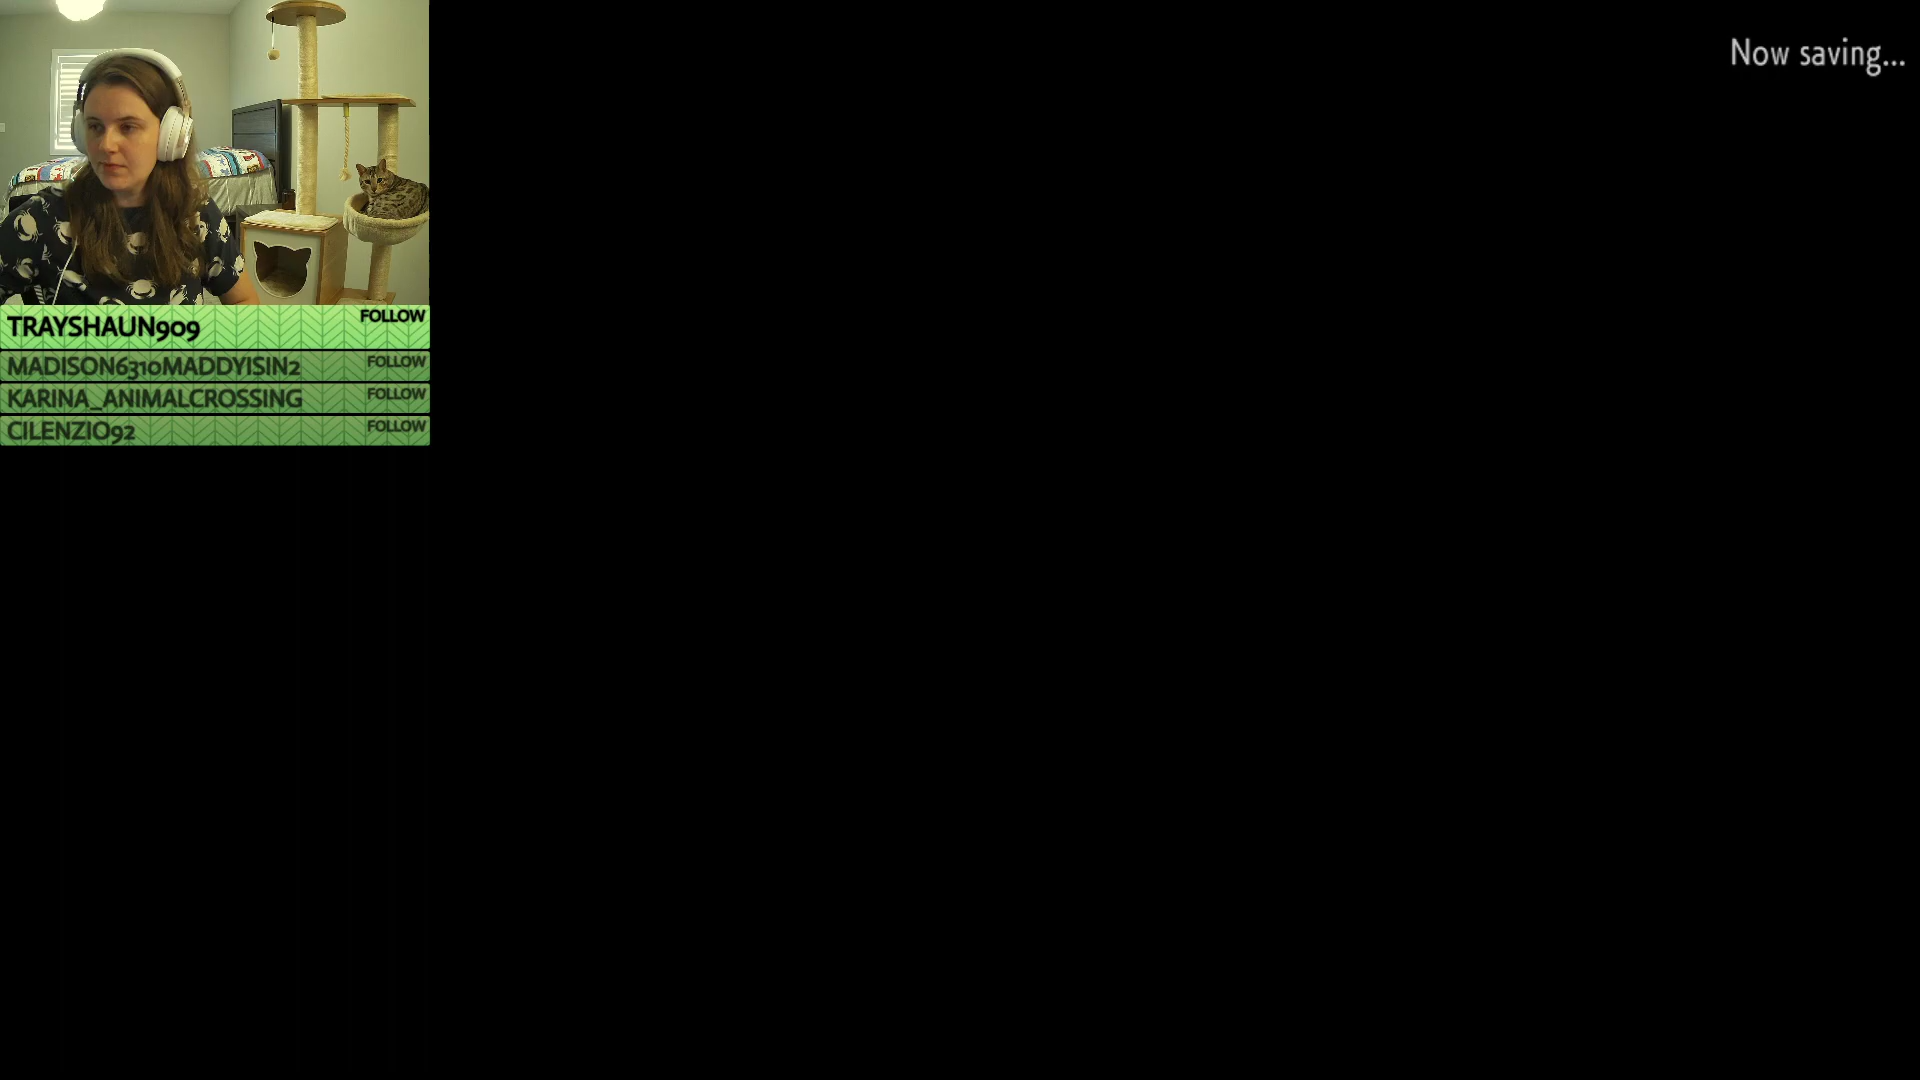 Now saving...
TRAYSHAUN909 FOLLOW
MADISON6310MADDYISIN2 FOLLOW
KARINA_ANIMALCROSSING FOLLOW
CILENZIO92 FOLLOW